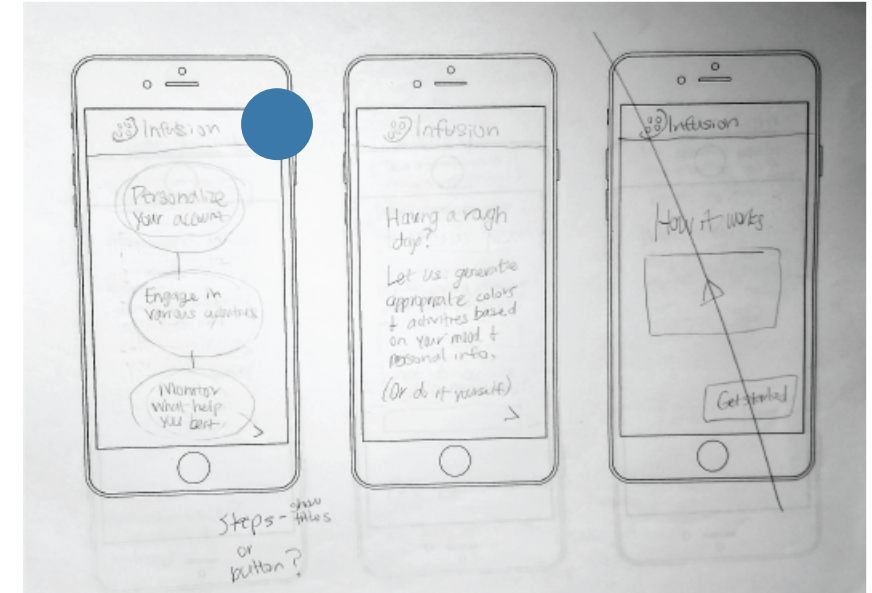 Infusion
Personalize
your account
Engage in
various activities
Monitor
what help
you best
Steps - show
titles
or
button?
Infusion
Having a rough
day?
Let us generate
appropriate colors
+ activities based
on your mood +
personal info.
(Or do it yourself)
Infusion
How it works
Get started